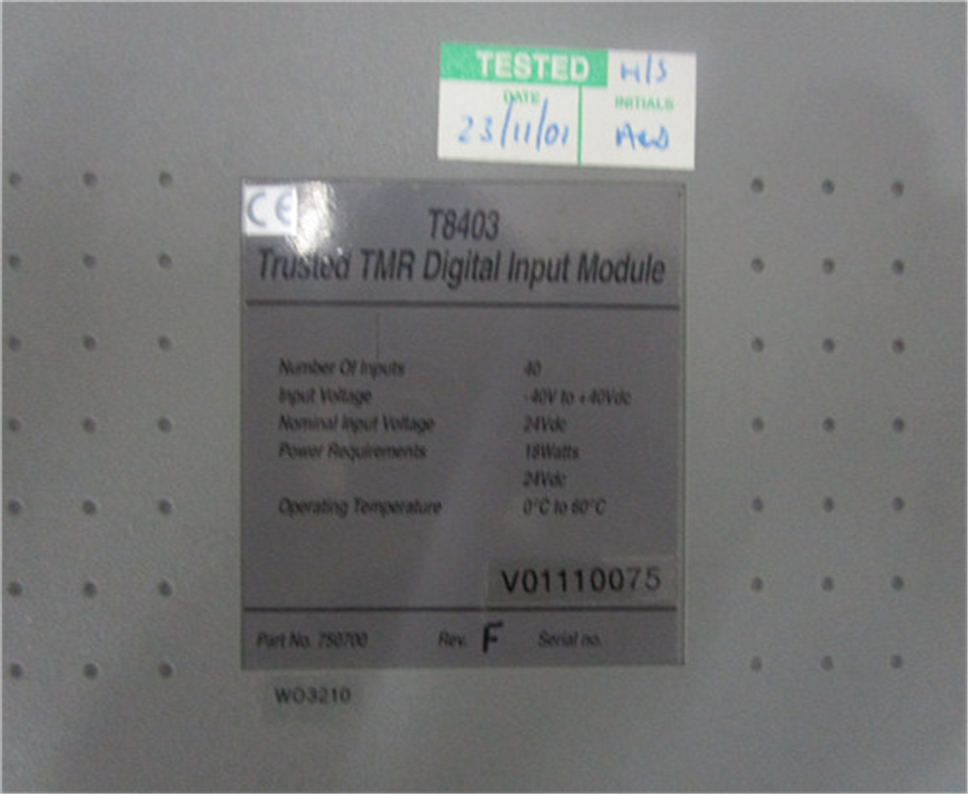 TESTED H/S
DATE INITIALS
23/11/01
CE
T8403
Trusted TMR Digital Input Module
Number Of Inputs 40
Input Voltage -40V to +40Vdc
Nominal Input Voltage 24Vdc
Power Requirements 18Watts
24Vdc
Operating Temperature 0°C to 60°C
V01110075
Part No. 750700 Rev. F Serial no.
WO3210